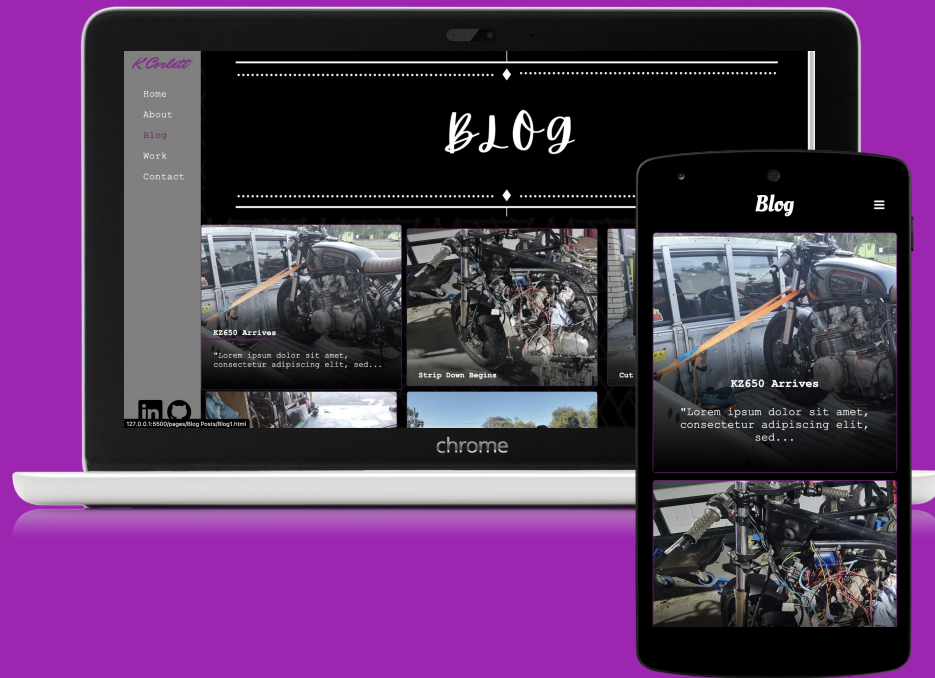 K Corlett
Home
About
Blog
Work
Contact
BLOG
KZ650 Arrives
"Lorem ipsum dolor sit amet,
consectetur adipiscing elit, sed...
Strip Down Begins
Cut
in
127.0.0.1:5500/pages/Blog Posts/Blog1.html
chrome
Blog
KZ650 Arrives
"Lorem ipsum dolor sit amet,
consectetur adipiscing elit,
sed...